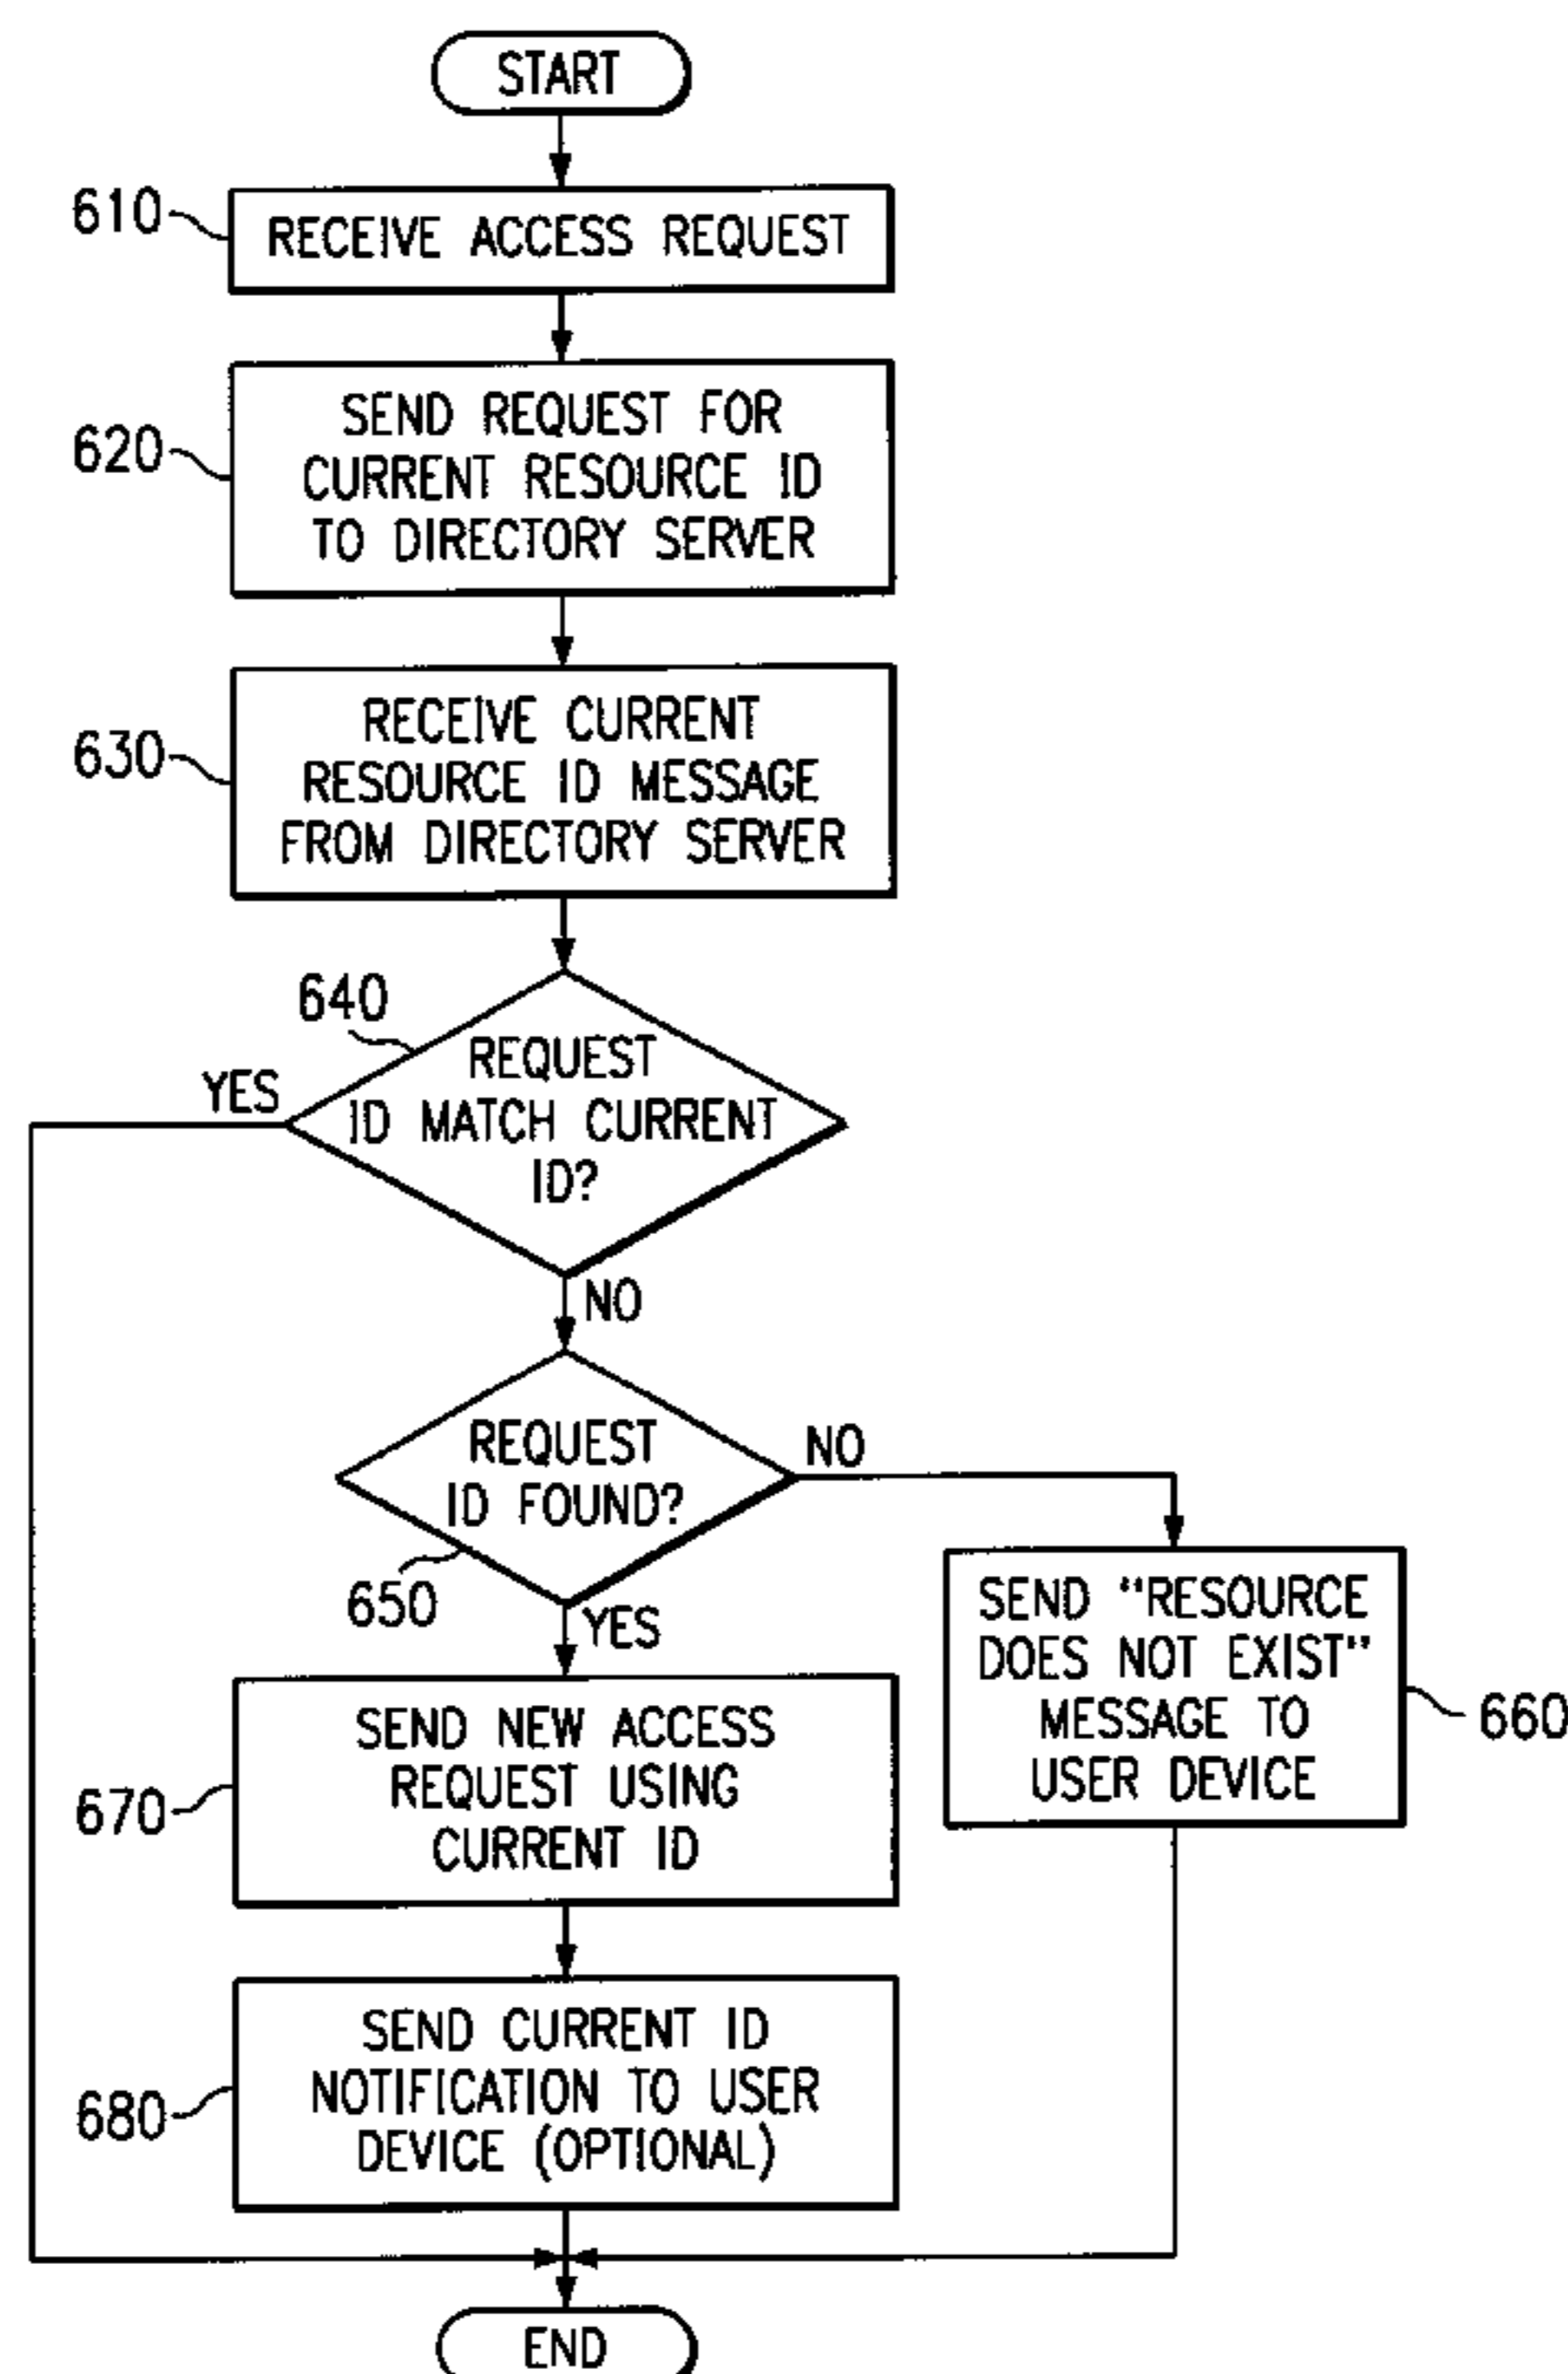 START
610
RECEIVE ACCESS REQUEST
620
SEND REQUEST FOR
CURRENT RESOURCE ID
TO DIRECTORY SERVER
630
RECEIVE CURRENT
RESOURCE ID MESSAGE
FROM DIRECTORY SERVER
640
YES
REQUEST
ID MATCH CURRENT
ID?
NO
REQUEST
ID FOUND?
NO
650
YES
SEND "RESOURCE
DOES NOT EXIST"
MESSAGE TO
USER DEVICE
660
SEND NEW ACCESS
REQUEST USING
CURRENT ID
670
SEND CURRENT ID
NOTIFICATION TO USER
DEVICE (OPTIONAL)
680
END